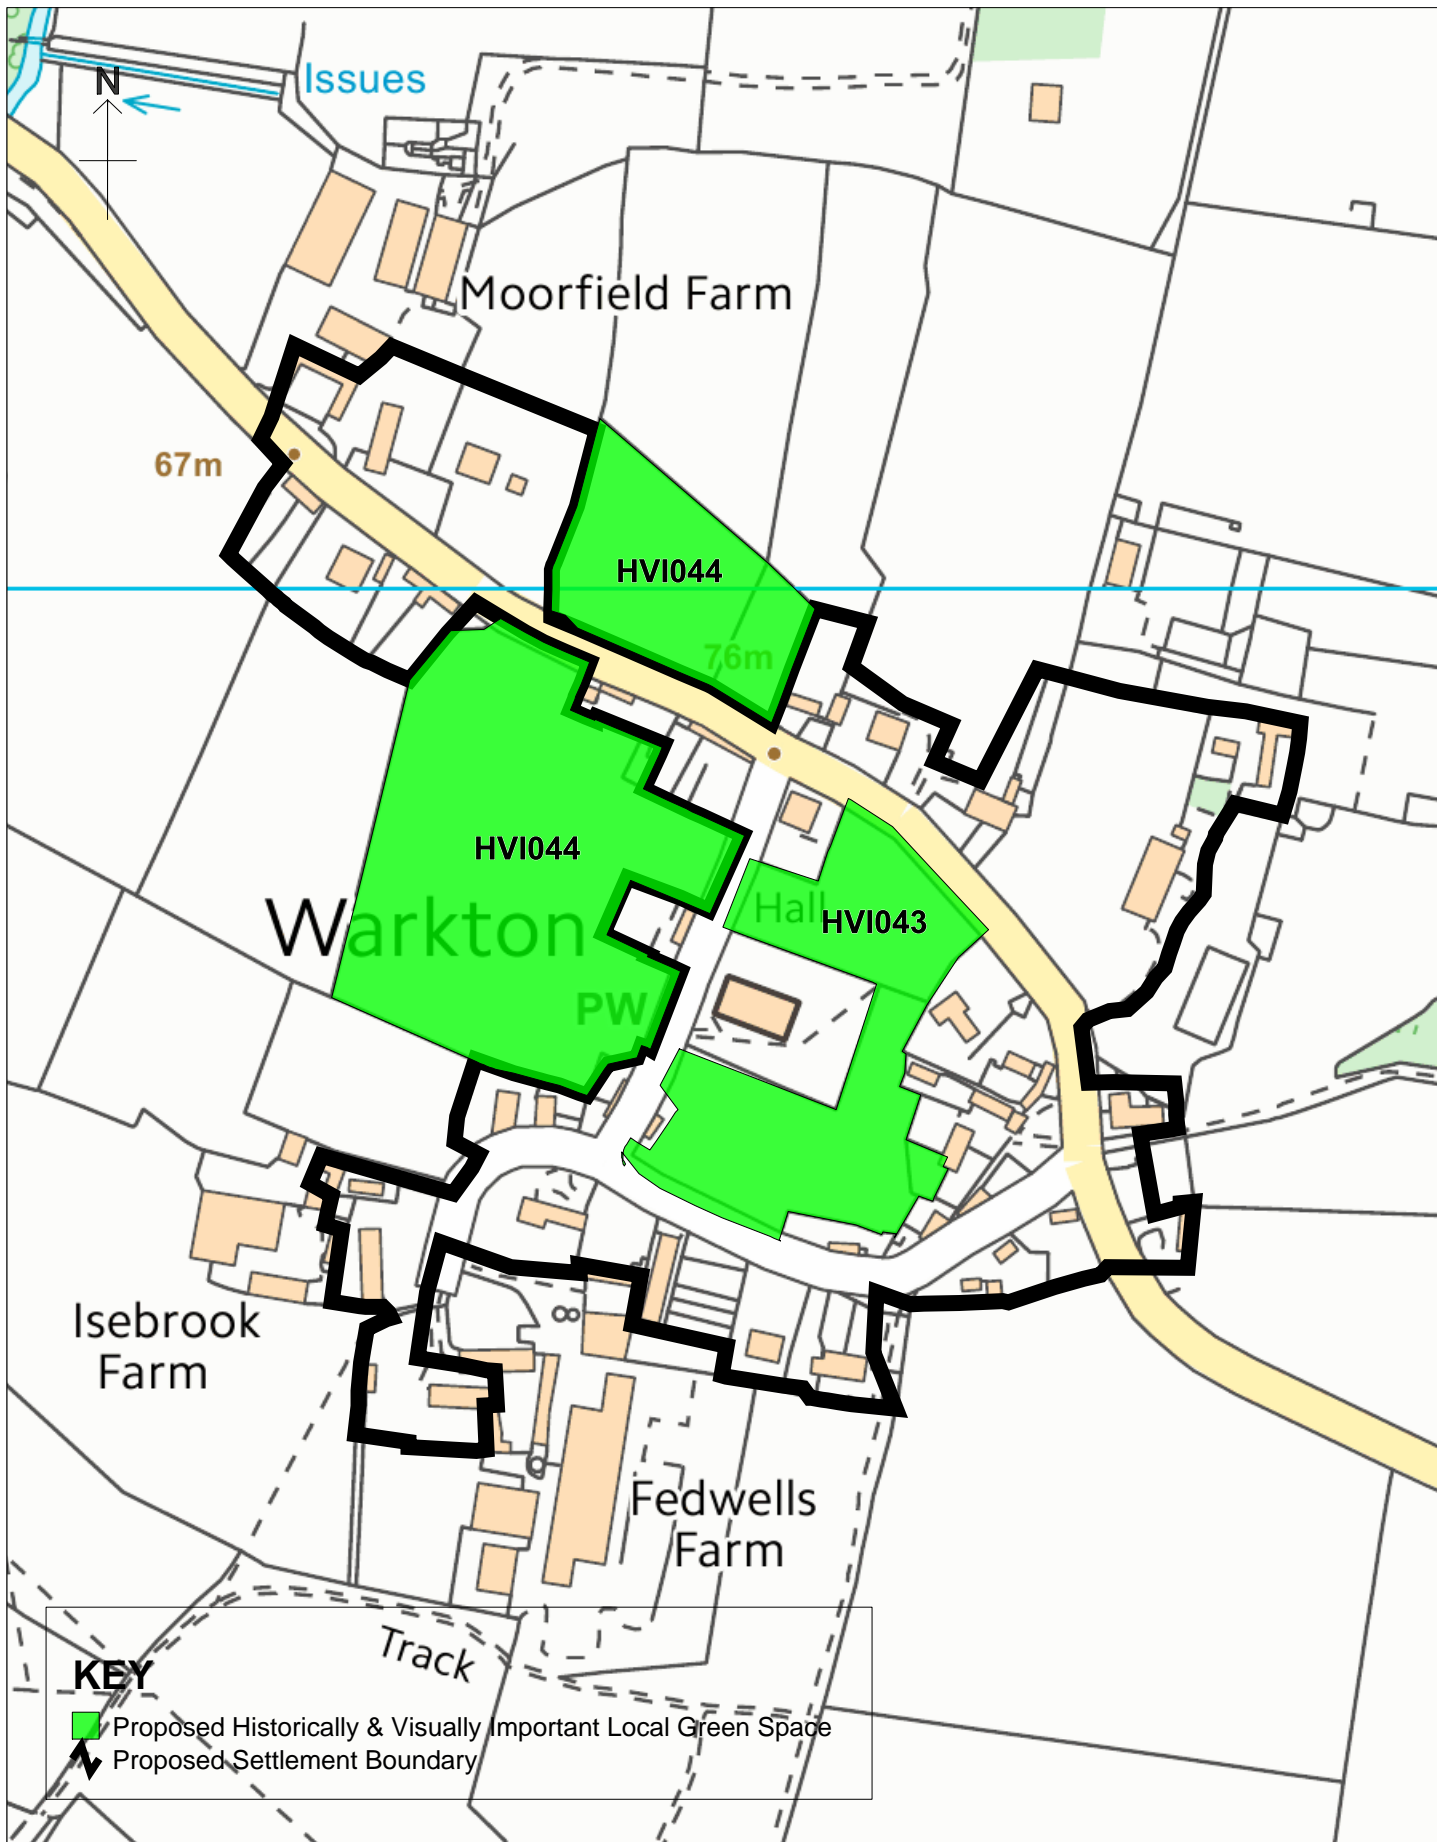 N
Issues
Moorfield Farm
67m
HVI044
76m
HVI044
Warkton
Hall
HVI043
PW
Isebrook
Farm
Fedwells
Farm
Track
KEY
Proposed Historically & Visually Important Local Green Space
Proposed Settlement Boundary